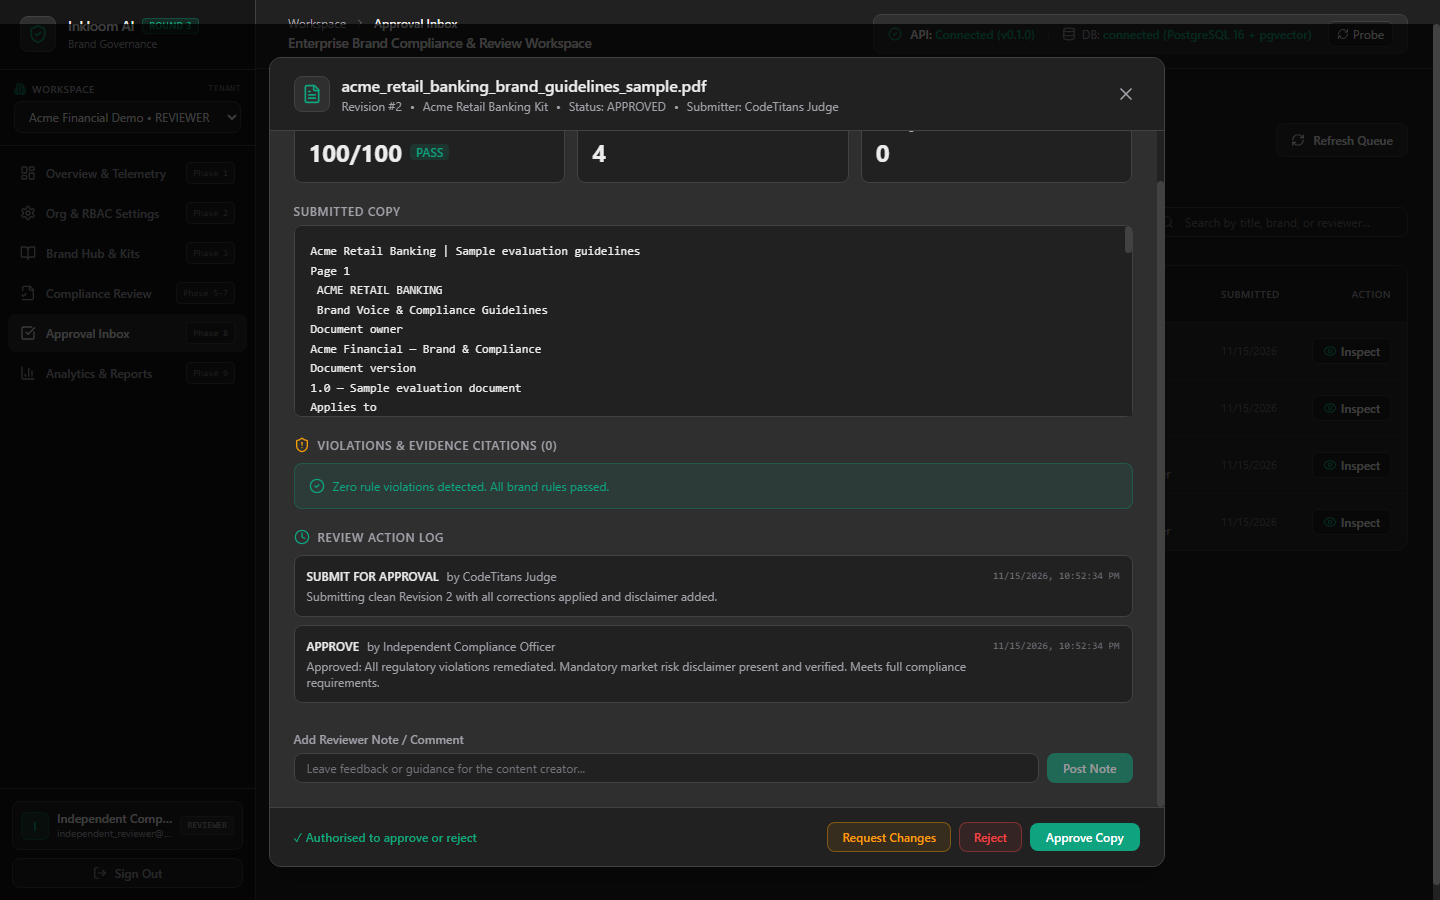 Inkloom AI ROUND 3
Brand Governance
Workspace > Approval Inbox
Enterprise Brand Compliance & Review Workspace
API: Connected (v0.1.0)
DB: connected (PostgreSQL 16 + pgvector)
Probe
WORKSPACE TENANT
Acme Financial Demo • REVIEWER
Overview & Telemetry Phase 1
Org & RBAC Settings Phase 2
Brand Hub & Kits Phase 3
Compliance Review Phase 5-7
Approval Inbox Phase 8
Analytics & Reports Phase 9
Independent Comp... REVIEWER
independent_reviewer@...
Sign Out
Refresh Queue
Search by title, brand, or reviewer...
SUBMITTED ACTION
11/15/2026 Inspect
11/15/2026 Inspect
11/15/2026 Inspect
11/15/2026 Inspect
acme_retail_banking_brand_guidelines_sample.pdf
Revision #2 • Acme Retail Banking Kit • Status: APPROVED • Submitter: CodeTitans Judge
100/100 PASS
4
0
SUBMITTED COPY
Acme Retail Banking | Sample evaluation guidelines
Page 1
ACME RETAIL BANKING
Brand Voice & Compliance Guidelines
Document owner
Acme Financial — Brand & Compliance
Document version
1.0 — Sample evaluation document
Applies to
VIOLATIONS & EVIDENCE CITATIONS (0)
Zero rule violations detected. All brand rules passed.
REVIEW ACTION LOG
SUBMIT FOR APPROVAL by CodeTitans Judge 11/15/2026, 10:52:34 PM
Submitting clean Revision 2 with all corrections applied and disclaimer added.
APPROVE by Independent Compliance Officer 11/15/2026, 10:52:34 PM
Approved: All regulatory violations remediated. Mandatory market risk disclaimer present and verified. Meets full compliance
requirements.
Add Reviewer Note / Comment
Leave feedback or guidance for the content creator...
Post Note
✓ Authorised to approve or reject
Request Changes
Reject
Approve Copy